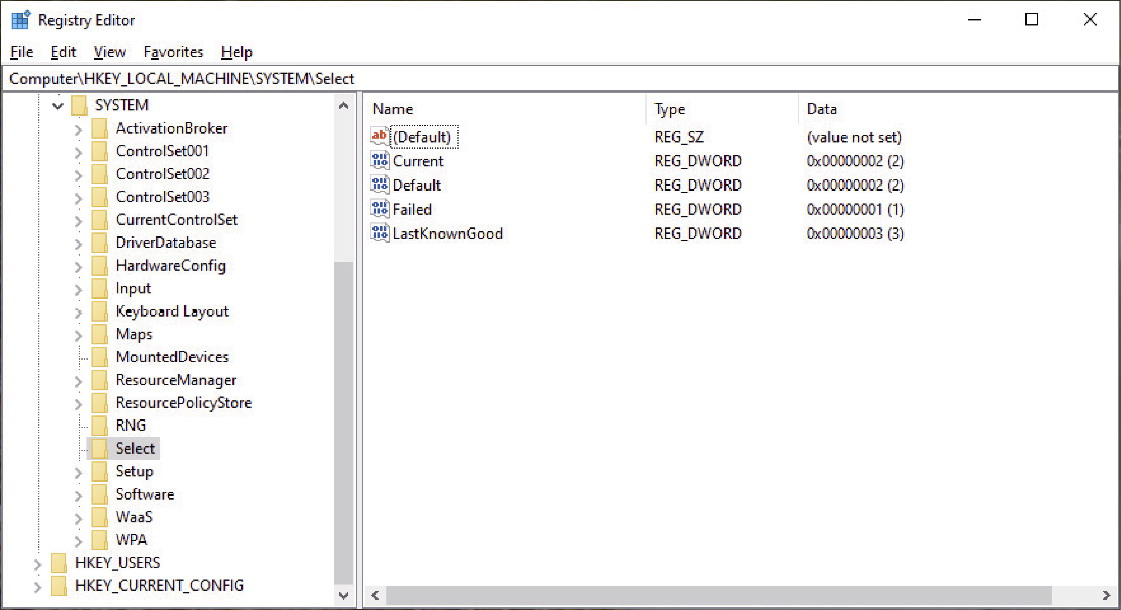 Registry Editor
File Edit View Favorites Help
Computer\HKEY_LOCAL_MACHINE\SYSTEM\Select
SYSTEM
ActivationBroker
ControlSet001
ControlSet002
ControlSet003
CurrentControlSet
DriverDatabase
HardwareConfig
Input
Keyboard Layout
Maps
MountedDevices
ResourceManager
ResourcePolicyStore
RNG
Select
Setup
Software
WaaS
WPA
HKEY_USERS
HKEY_CURRENT_CONFIG
Name Type Data
ab (Default) REG_SZ (value not set)
Current REG_DWORD 0x00000002 (2)
Default REG_DWORD 0x00000002 (2)
Failed REG_DWORD 0x00000001 (1)
LastKnownGood REG_DWORD 0x00000003 (3)